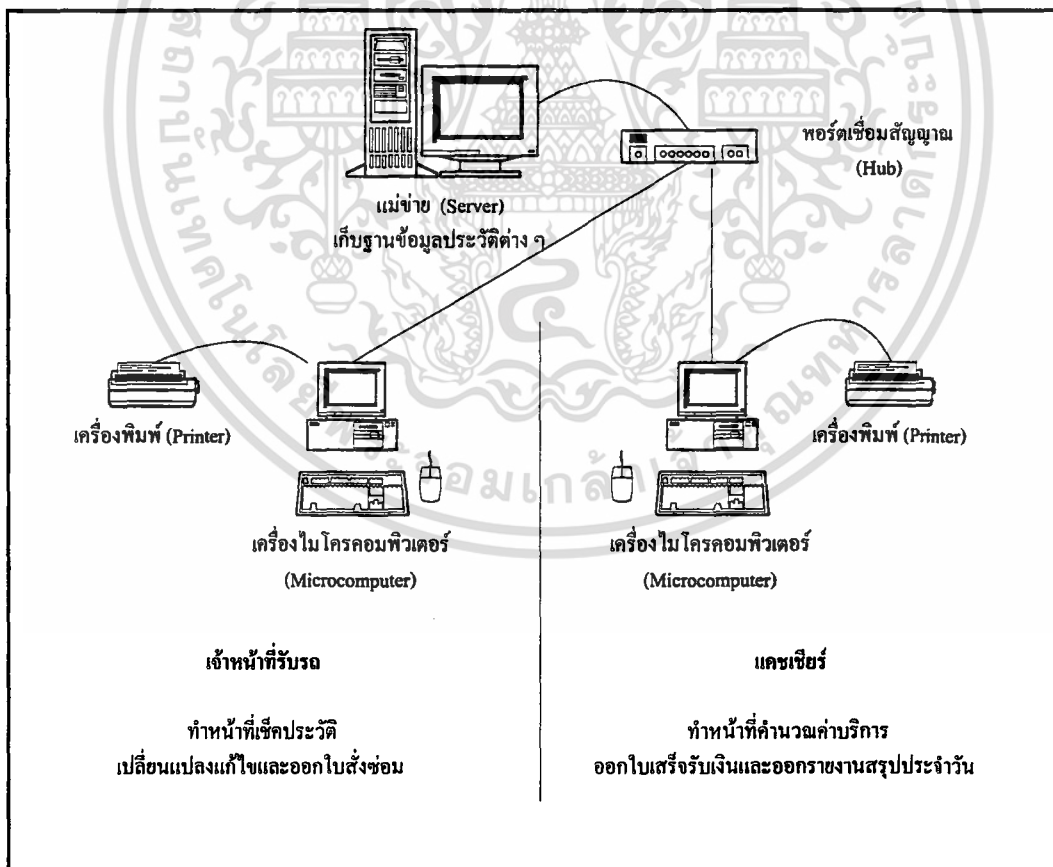 พอร์ตเชื่อมสัญญาณ
(Hub)
แม่ข่าย (Server)
เก็บฐานข้อมูลประวัติต่าง ๆ
เครื่องพิมพ์ (Printer)
เครื่องพิมพ์ (Printer)
เครื่องไมโครคอมพิวเตอร์
(Microcomputer)
เครื่องไมโครคอมพิวเตอร์
(Microcomputer)
เจ้าหน้าที่รับรถ
แคชเชียร์
ทำหน้าที่เช็คประวัติ
เปลี่ยนแปลงแก้ไขและออกใบสั่งซ่อม
ทำหน้าที่คำนวณค่าบริการ
ออกใบเสร็จรับเงินและออกรายงานสรุปประจำวัน